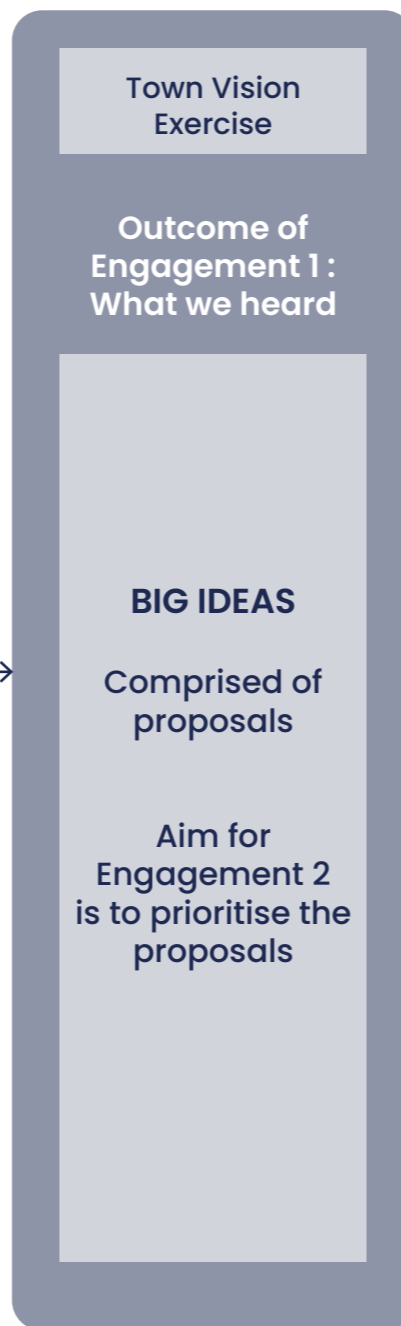 Town Vision
Exercise
Outcome of
Engagement 1 :
What we heard
BIG IDEAS
Comprised of
proposals
Aim for
Engagement 2
is to prioritise the
proposals